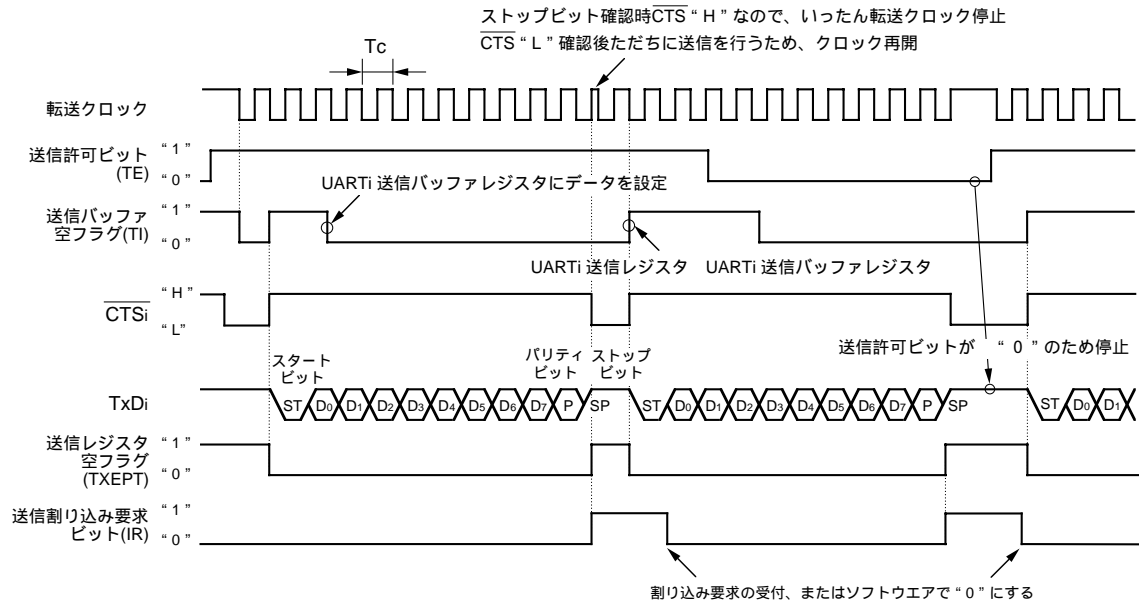 ストップビット確認時CTS “ H ” なので、いったん転送クロック停止
CTS “ L ” 確認後ただちに送信を行うため、クロック再開
Tc
転送クロック
送信許可ビット
(TE)
“ 1 ”
“ 0 ”
UARTi 送信バッファレジスタにデータを設定
送信バッファ
空フラグ(TI)
“ 1 ”
“ 0 ”
UARTi 送信レジスタ UARTi 送信バッファレジスタ
CTSi
“ H ”
“ L”
送信許可ビットが “ 0 ” のため停止
スタート
ビット
パリティ
ビット
ストップ
ビット
TxDi
ST D0 D1 D2 D3 D4 D5 D6 D7 P SP ST D0 D1 D2 D3 D4 D5 D6 D7 P SP ST D0 D1
送信レジスタ
空フラグ
(TXEPT)
“ 1 ”
“ 0 ”
送信割り込み要求
ビット(IR)
“ 1 ”
“ 0 ”
割り込み要求の受付、またはソフトウエアで “ 0 ” にする